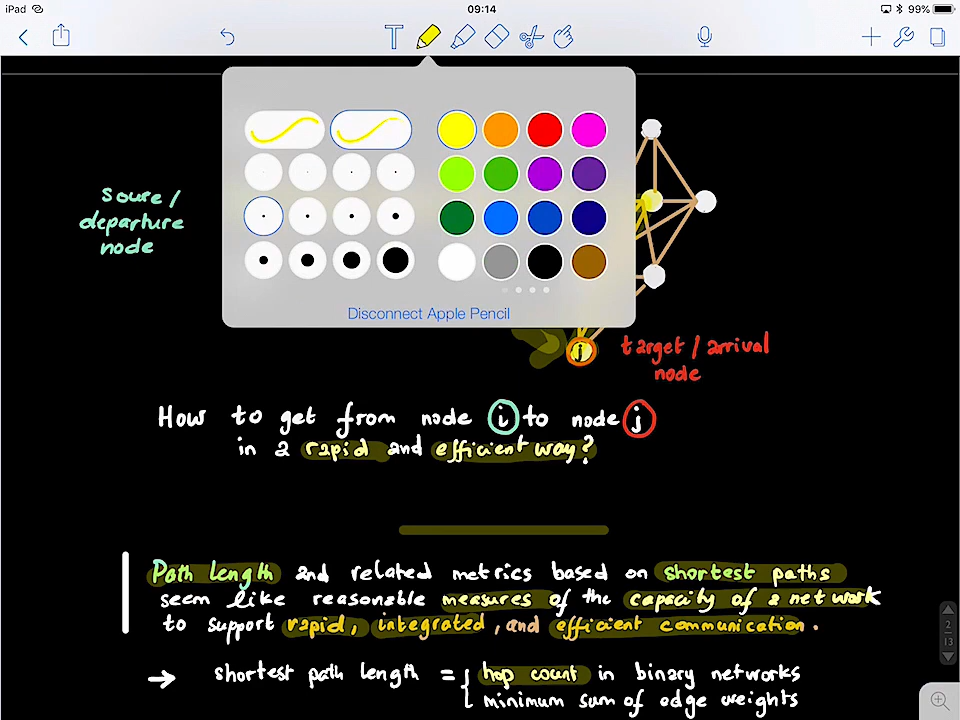 iPad 09:14 99%
T
Soure /
departure
node
Disconnect Apple Pencil
j
target / arrival
node
How to get from node i to node j
in a rapid and efficient way?
Path length and related metrics based on shortest paths
seem like reasonable measures of the capacity of a network
to support rapid, integrated, and efficient communication.
→ shortest path length = { hop count in binary networks
minimum sum of edge weights
2
13